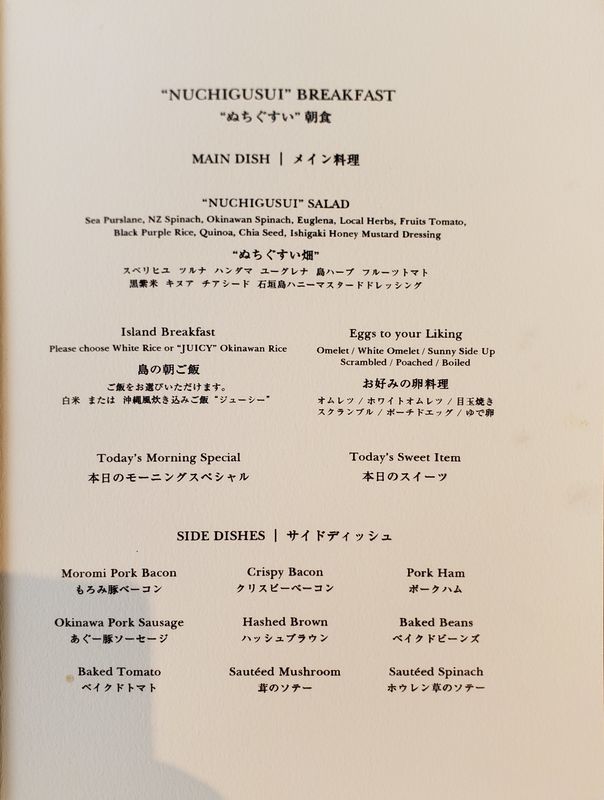 “NUCHIGUSUI” BREAKFAST
“ぬちぐすい” 朝食
MAIN DISH | メイン料理
“NUCHIGUSUI” SALAD
Sea Purslane, NZ Spinach, Okinawan Spinach, Euglena, Local Herbs, Fruits Tomato,
Black Purple Rice, Quinoa, Chia Seed, Ishigaki Honey Mustard Dressing
“ぬちぐすい畑”
スベリヒユ ツルナ ハンダマ ユーグレナ 島ハーブ フルーツトマト
黒紫米 キヌア チアシード 石垣島ハニーマスタードドレッシング
Island Breakfast
Please choose White Rice or “JUICY” Okinawan Rice
島の朝ご飯
ご飯をお選びいただけます。
白米 または 沖縄風炊き込みご飯 “ジューシー”
Eggs to your Liking
Omelet / White Omelet / Sunny Side Up
Scrambled / Poached / Boiled
お好みの卵料理
オムレツ / ホワイトオムレツ / 目玉焼き
スクランブル / ポーチドエッグ / ゆで卵
Today’s Morning Special
本日のモーニングスペシャル
Today’s Sweet Item
本日のスイーツ
SIDE DISHES | サイドディッシュ
Moromi Pork Bacon
もろみ豚ベーコン
Crispy Bacon
クリスピーベーコン
Pork Ham
ポークハム
Okinawa Pork Sausage
あぐー豚ソーセージ
Hashed Brown
ハッシュブラウン
Baked Beans
ベイクドビーンズ
Baked Tomato
ベイクドトマト
Sautéed Mushroom
茸のソテー
Sautéed Spinach
ホウレン草のソテー